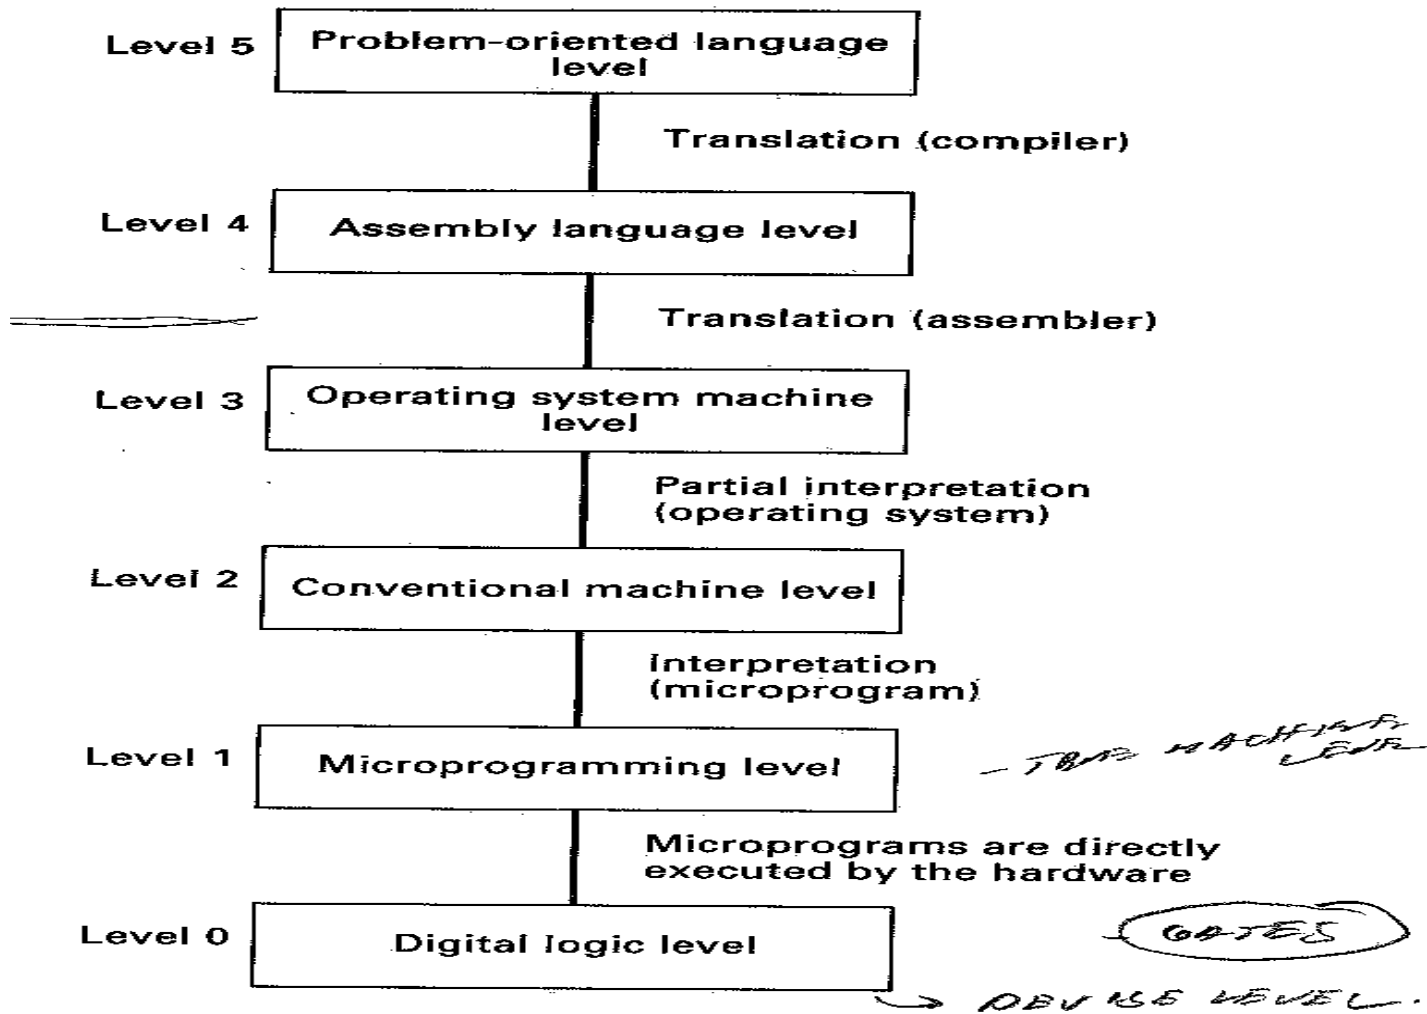 Level 5
Problem-oriented language
level
Translation (compiler)
Level 4
Assembly language level
Translation (assembler)
Level 3
Operating system machine
level
Partial interpretation
(operating system)
Level 2
Conventional machine level
Interpretation
(microprogram)
Level 1
Microprogramming level
- MACHINE
Microprograms are directly
executed by the hardware
Level 0
Digital logic level
GATES
LEVEL.